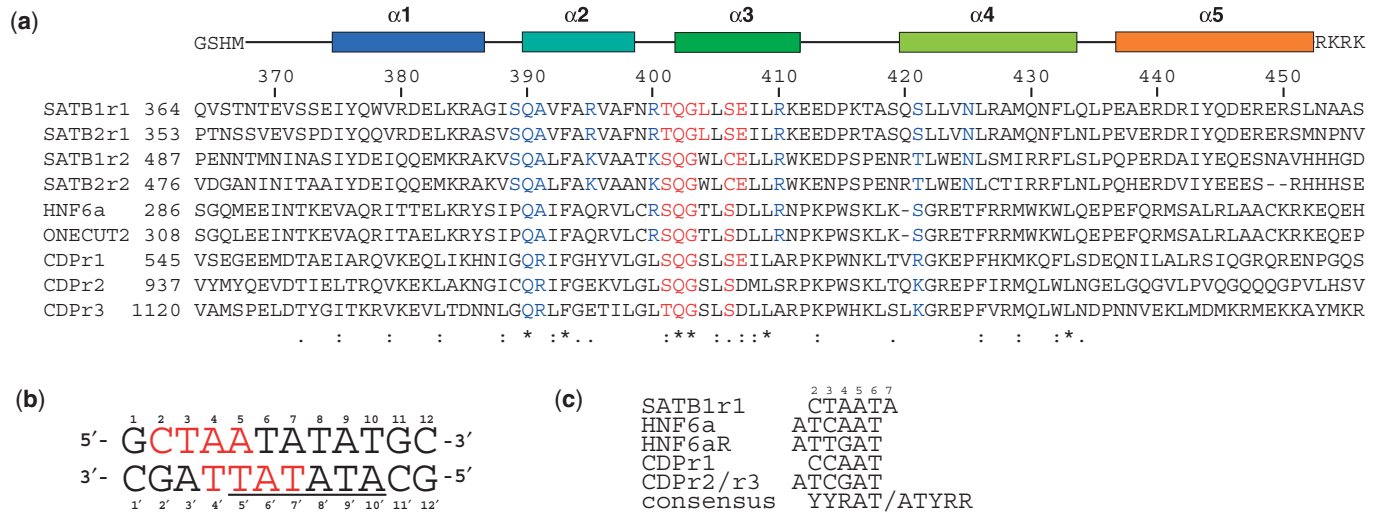 (a)
α1 α2 α3 α4 α5
GSHM RKRK
370 380 390 400 410 420 430 440 450
SATB1r1 364 QVSTNTEVSSEIYQWVRDELKRAGISQAVFARVAFNRTQGLLSEILRKEEDPKTASQSLLVNLRAMQNFLQLPEAERDRIYQDERERSLNAAS
SATB2r1 353 PTNSSVEVSPDIYQQVRDELKRASVSQAVFARVAFNRTQGLLSEILRKEEDPRTASQSLLVNLRAMQNFLNLPEVERDRIYQDERERSMNPNV
SATB1r2 487 PENNTMNINASIYDEIQQEMKRAKVSQALFAKVAATKSQGWLCELLRWKEDPSPENRTLWENLSMIRRFLSLPQPERDAIYEQESNAVHHHGD
SATB2r2 476 VDGANINITAAIYDEIQQEMKRAKVSQALFAKVAANKSQGWLCELLRWKENPSPENRTLWENLCTIRRFLNLPQHERDVIYEEES--RHHHSE
HNF6a 286 SGQMEEINTKEVAQRITTELKRYSIPQAIFAQRVLCRSQGTLSDLLRNPKPWSKLK-SGRETFRRMWKWLQEPEFQRMSALRLAACKRKEQEH
ONECUT2 308 SGQLEEINTKEVAQRITAELKRYSIPQAIFAQRVLCRSQGTLSDLLRNPKPWSKLK-SGRETFRRMWKWLQEPEFQRMSALRLAACKRKEQEP
CDPr1 545 VSEGEEMDTAEIARQVKEQLIKHNIGQRIFGHYVLGLSQGSLSEILARPKPWNKLTVRGKEPFHKMKQFLSDEQNILALRSIQGRQRENPGQS
CDPr2 937 VYMYQEVDTIELTRQVKEKLAKNGICQRIFGEKVLGLSQGSLSDMLSRPKPWSKLTQKGREPFIRMQLWLNGELGQGVLPVQGQQQGPVLHSV
CDPr3 1120 VAMSPELDTYGITKRVKEVLTDNNLGQRLFGETILGLTQGSLSDLLARPKPWHKLSLKGREPFVRMQLWLNDPNNVEKLMDMKRMEKKAYMKR
. : : : : * :*.. :** :.::* : . : : :*.
(b)
1 2 3 4 5 6 7 8 9 10 11 12
5′- GCTAATATATGC -3′
3′- CGATTATATACG -5′
1′ 2′ 3′ 4′ 5′ 6′ 7′ 8′ 9′ 10′ 11′ 12′
(c)
2 3 4 5 6 7
SATB1r1 CTAATA
HNF6a ATCAAT
HNF6aR ATTGAT
CDPr1 CCAAT
CDPr2/r3 ATCGAT
consensus YYRAT/ATYRR